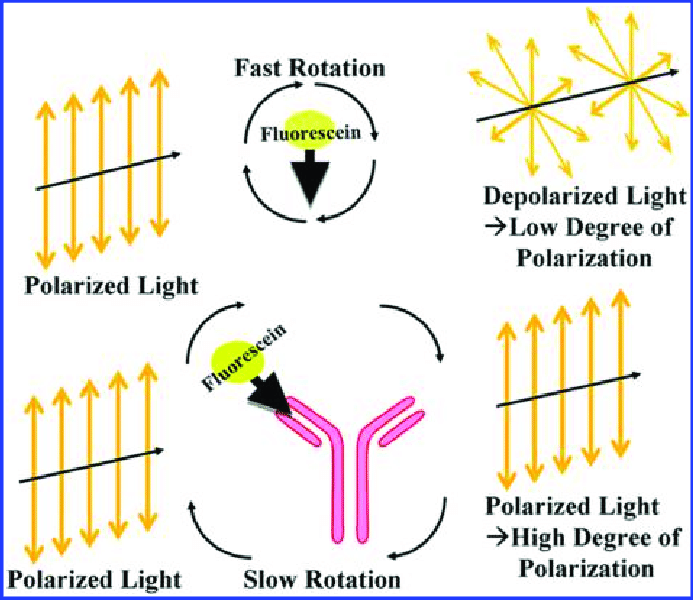 Fast Rotation
Fluorescein
Polarized Light
Depolarized Light
→Low Degree of
Polarization
Fluorescein
Polarized Light
Slow Rotation
Polarized Light
→High Degree of
Polarization